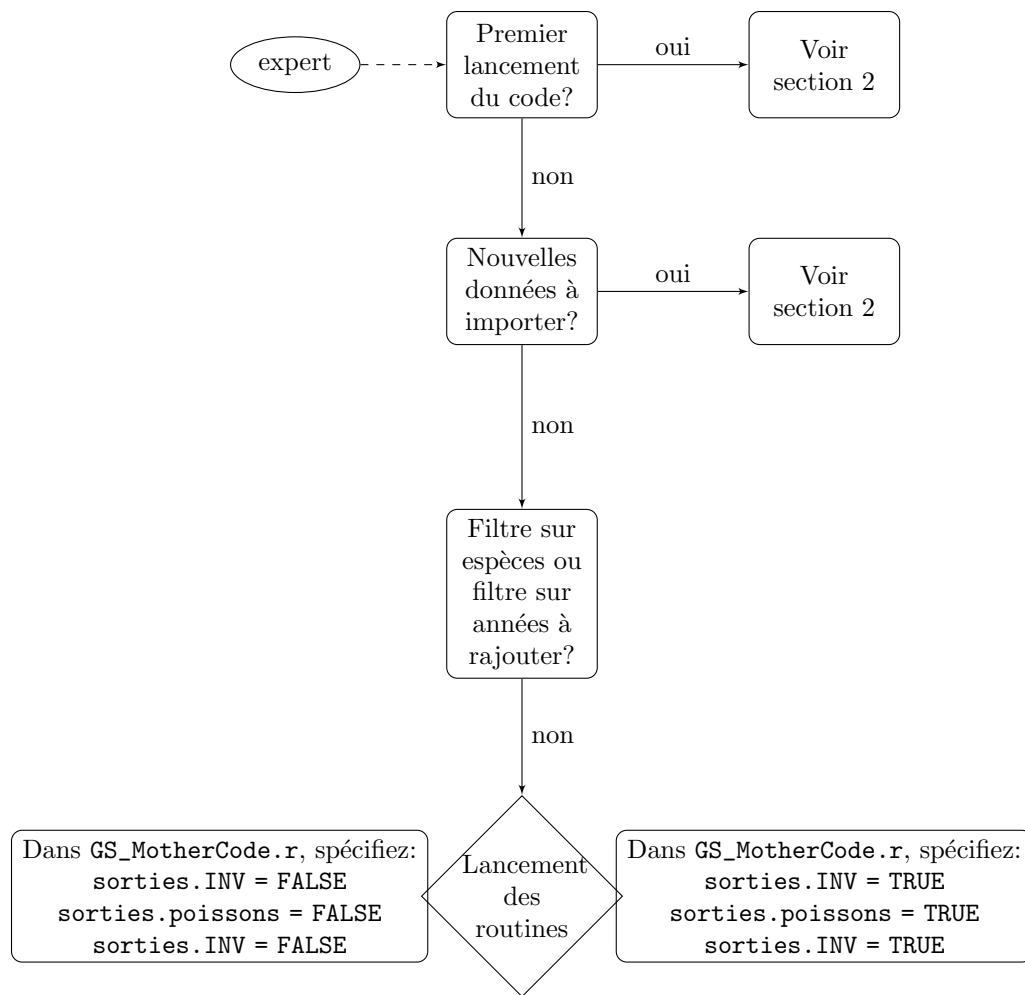 expert
Premier
lancement
du code?
oui
Voir
section 2
non
Nouvelles
données à
importer?
oui
Voir
section 2
non
Filtre sur
espèces ou
filtre sur
années à
rajouter?
non
Dans GS_MotherCode.r, spécifiez:
sorties.INV = FALSE
sorties.poissons = FALSE
sorties.INV = FALSE
Lancement
des
routines
Dans GS_MotherCode.r, spécifiez:
sorties.INV = TRUE
sorties.poissons = TRUE
sorties.INV = TRUE